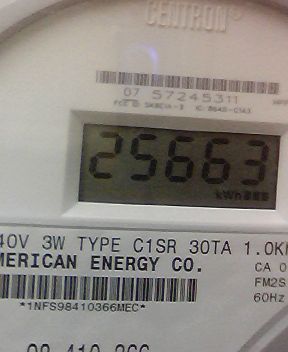 CENTRON®
07 57245311
25663
kWh
40V 3W TYPE C1SR 30TA 1.0K
MERICAN ENERGY CO.
CA 0
FM2S
60Hz
*1NFS98410366MEC*